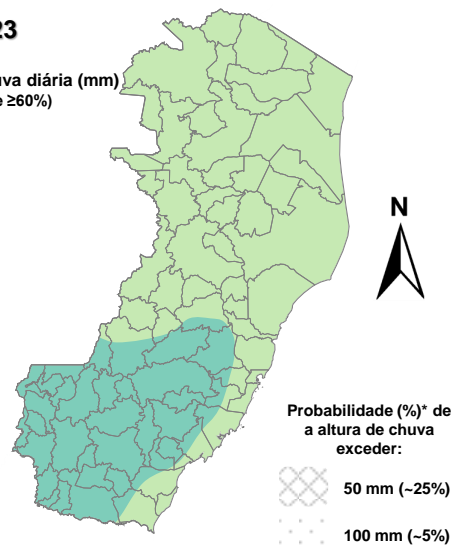 23
uva diária (mm)
e ≥60%)
N
Probabilidade (%)* de
a altura de chuva
exceder:
50 mm (~25%)
100 mm (~5%)